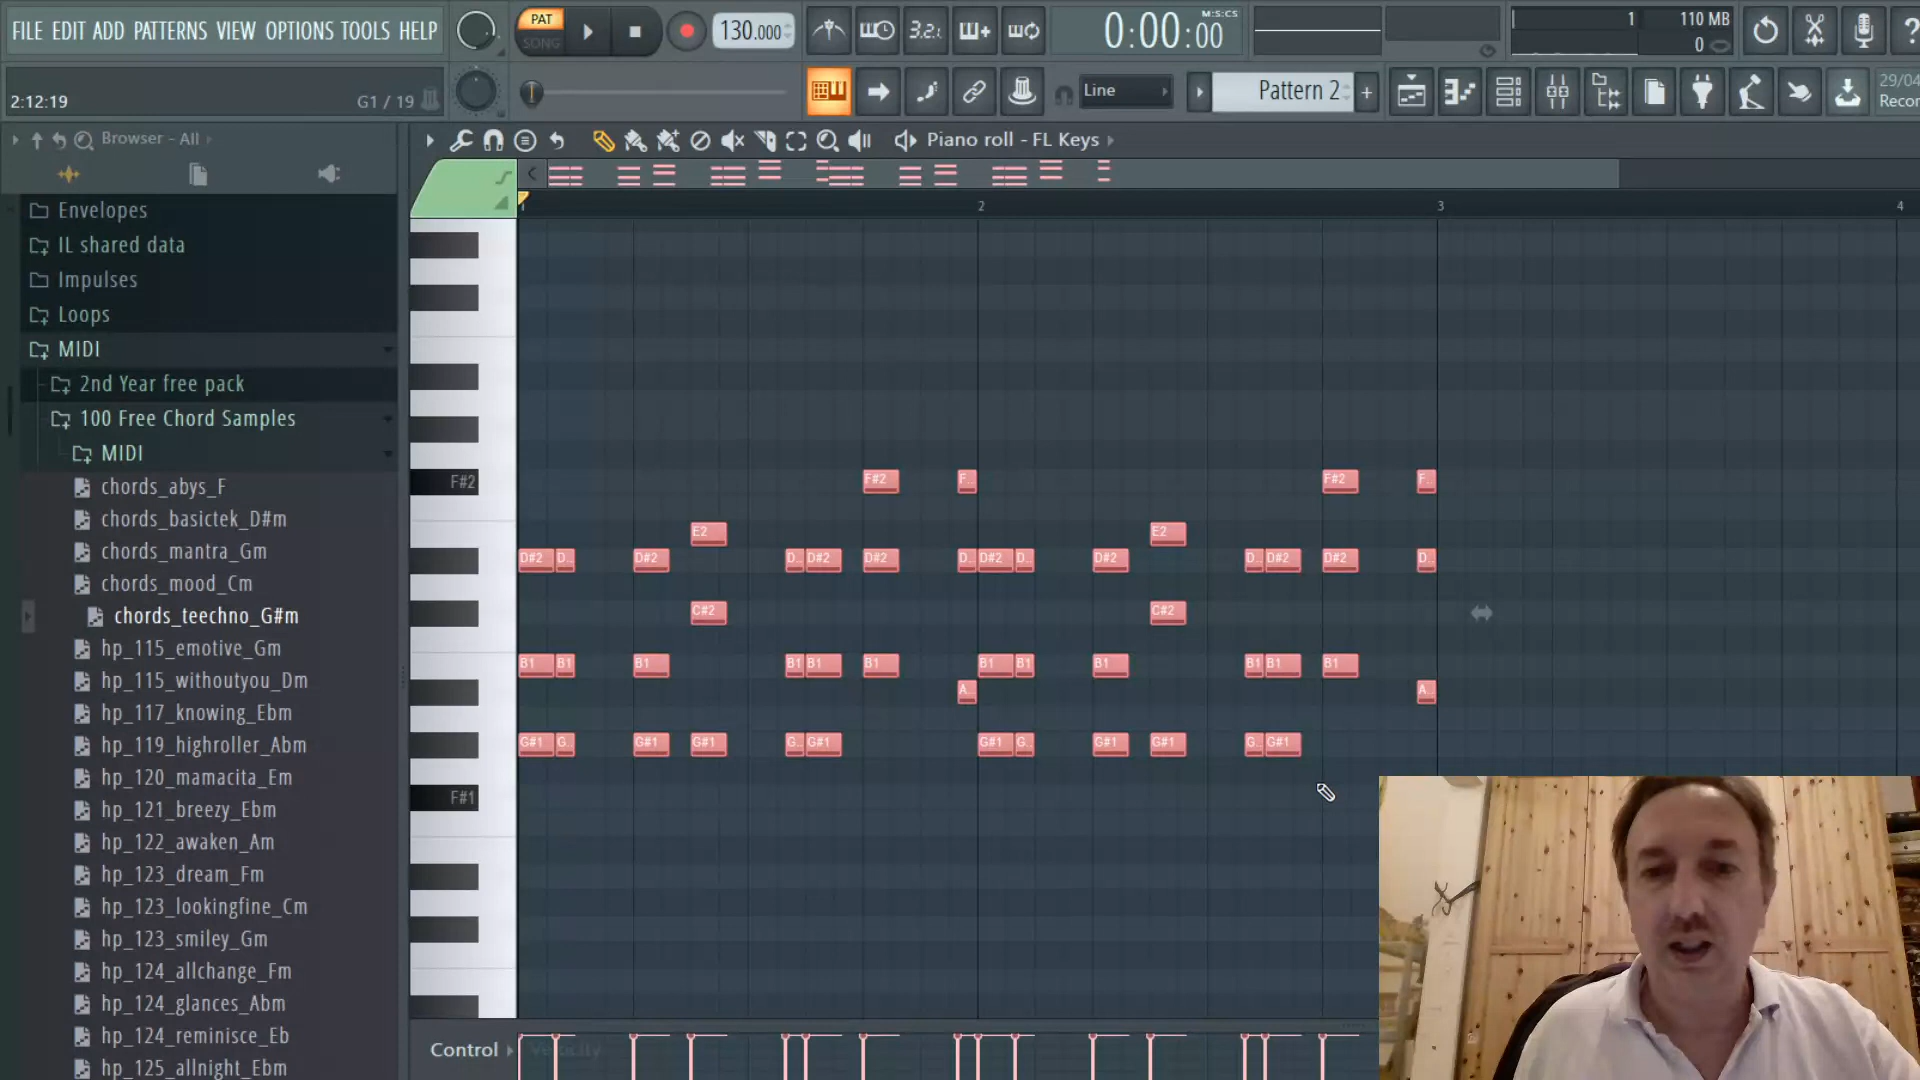 FILE EDIT ADD PATTERNS VIEW OPTIONS TOOLS HELP
PAT
SONG
130.000
3.2.
0:00:00
M:S:CS
1
110 MB
0
2:12:19
G1 / 19
Line
Pattern 2
29/04
Recor
Browser - All
Piano roll - FL Keys
Envelopes
IL shared data
Impulses
Loops
MIDI
2nd Year free pack
100 Free Chord Samples
MIDI
chords_abys_F
chords_basictek_D#m
chords_mantra_Gm
chords_mood_Cm
chords_teechno_G#m
hp_115_emotive_Gm
hp_115_withoutyou_Dm
hp_117_knowing_Ebm
hp_119_highroller_Abm
hp_120_mamacita_Em
hp_121_breezy_Ebm
hp_122_awaken_Am
hp_123_dream_Fm
hp_123_lookingfine_Cm
hp_123_smiley_Gm
hp_124_allchange_Fm
hp_124_glances_Abm
hp_124_reminisce_Eb
hp_125_allnight_Ebm
1 2 3 4
F#2 F#2 F.. F#2 F..
E2 E2
D#2 D.. D#2 D.. D#2 D#2 D.. D#2 D.. D#2 D.. D#2 D#2 D..
C#2 C#2
B1 B1 B1 B1 B1 B1 B1 B1 B1 B1 B1 B1
A.. A..
G#1 G.. G#1 G#1 G.. G#1 G#1 G.. G#1 G#1 G.. G#1
F#1
Control Velocity